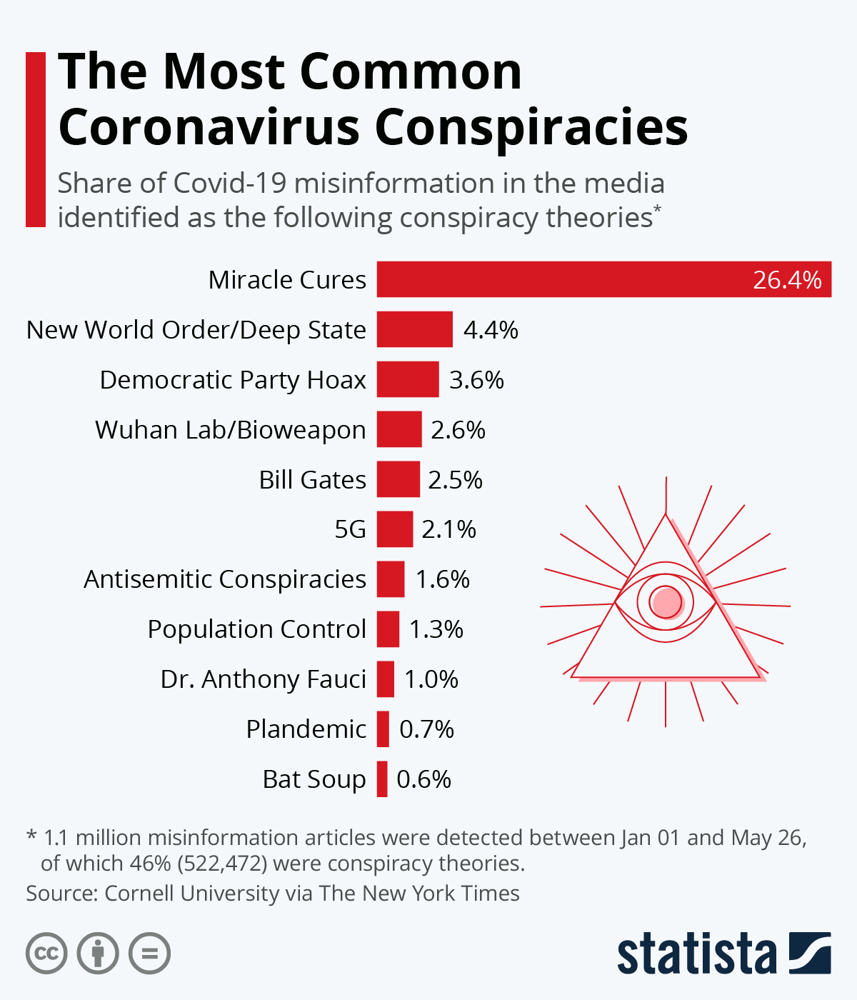 The Most Common
Coronavirus Conspiracies
Share of Covid-19 misinformation in the media
identified as the following conspiracy theories*
Miracle Cures 26.4%
New World Order/Deep State 4.4%
Democratic Party Hoax 3.6%
Wuhan Lab/Bioweapon 2.6%
Bill Gates 2.5%
5G 2.1%
Antisemitic Conspiracies 1.6%
Population Control 1.3%
Dr. Anthony Fauci 1.0%
Plandemic 0.7%
Bat Soup 0.6%
* 1.1 million misinformation articles were detected between Jan 01 and May 26,
of which 46% (522,472) were conspiracy theories.
Source: Cornell University via The New York Times
cc
statista